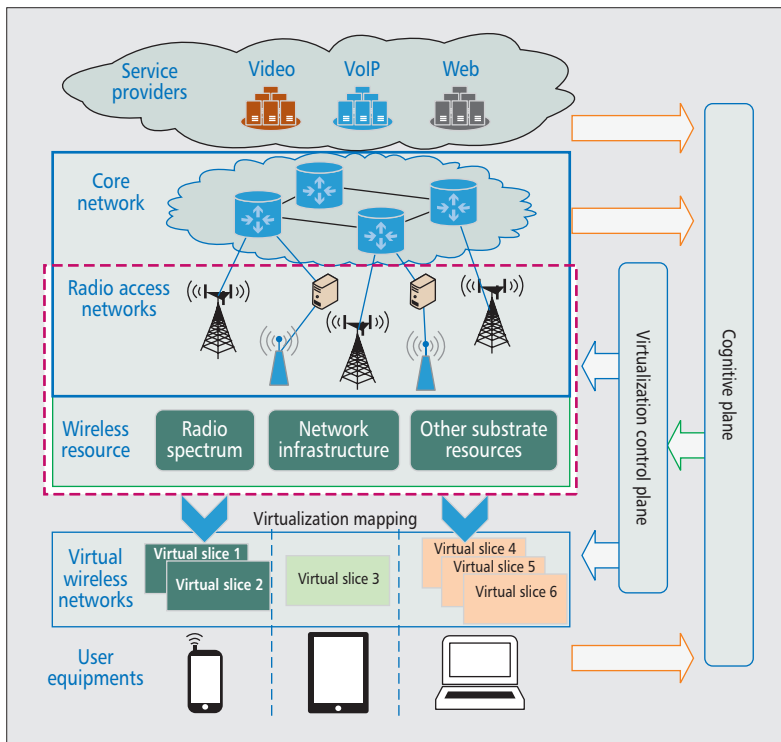 Service
providers
Video
VoIP
Web
Core
network
Radio access
networks
Wireless
resource
Radio
spectrum
Network
infrastructure
Other substrate
resources
Virtualization mapping
Virtual
wireless
networks
Virtual slice 1
Virtual slice 2
Virtual slice 3
Virtual slice 4
Virtual slice 5
Virtual slice 6
User
equipments
Virtualization control plane
Cognitive plane